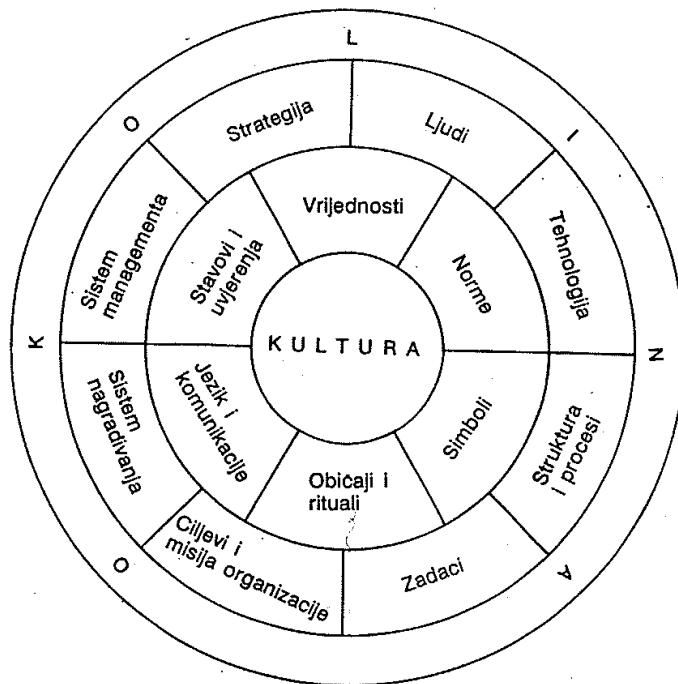 O K O L I N A
Strategija
Ljudi
Tehnologija
Struktura
i procesi
Zadaci
Ciljevi i
misija organizacije
Sistem
nagrađivanja
Sistem
managementa
Vrijednosti
Norme
Simboli
Običaji i
rituali
Jezik i
komunikacije
Stavovi i
uvjerenja
KULTURA